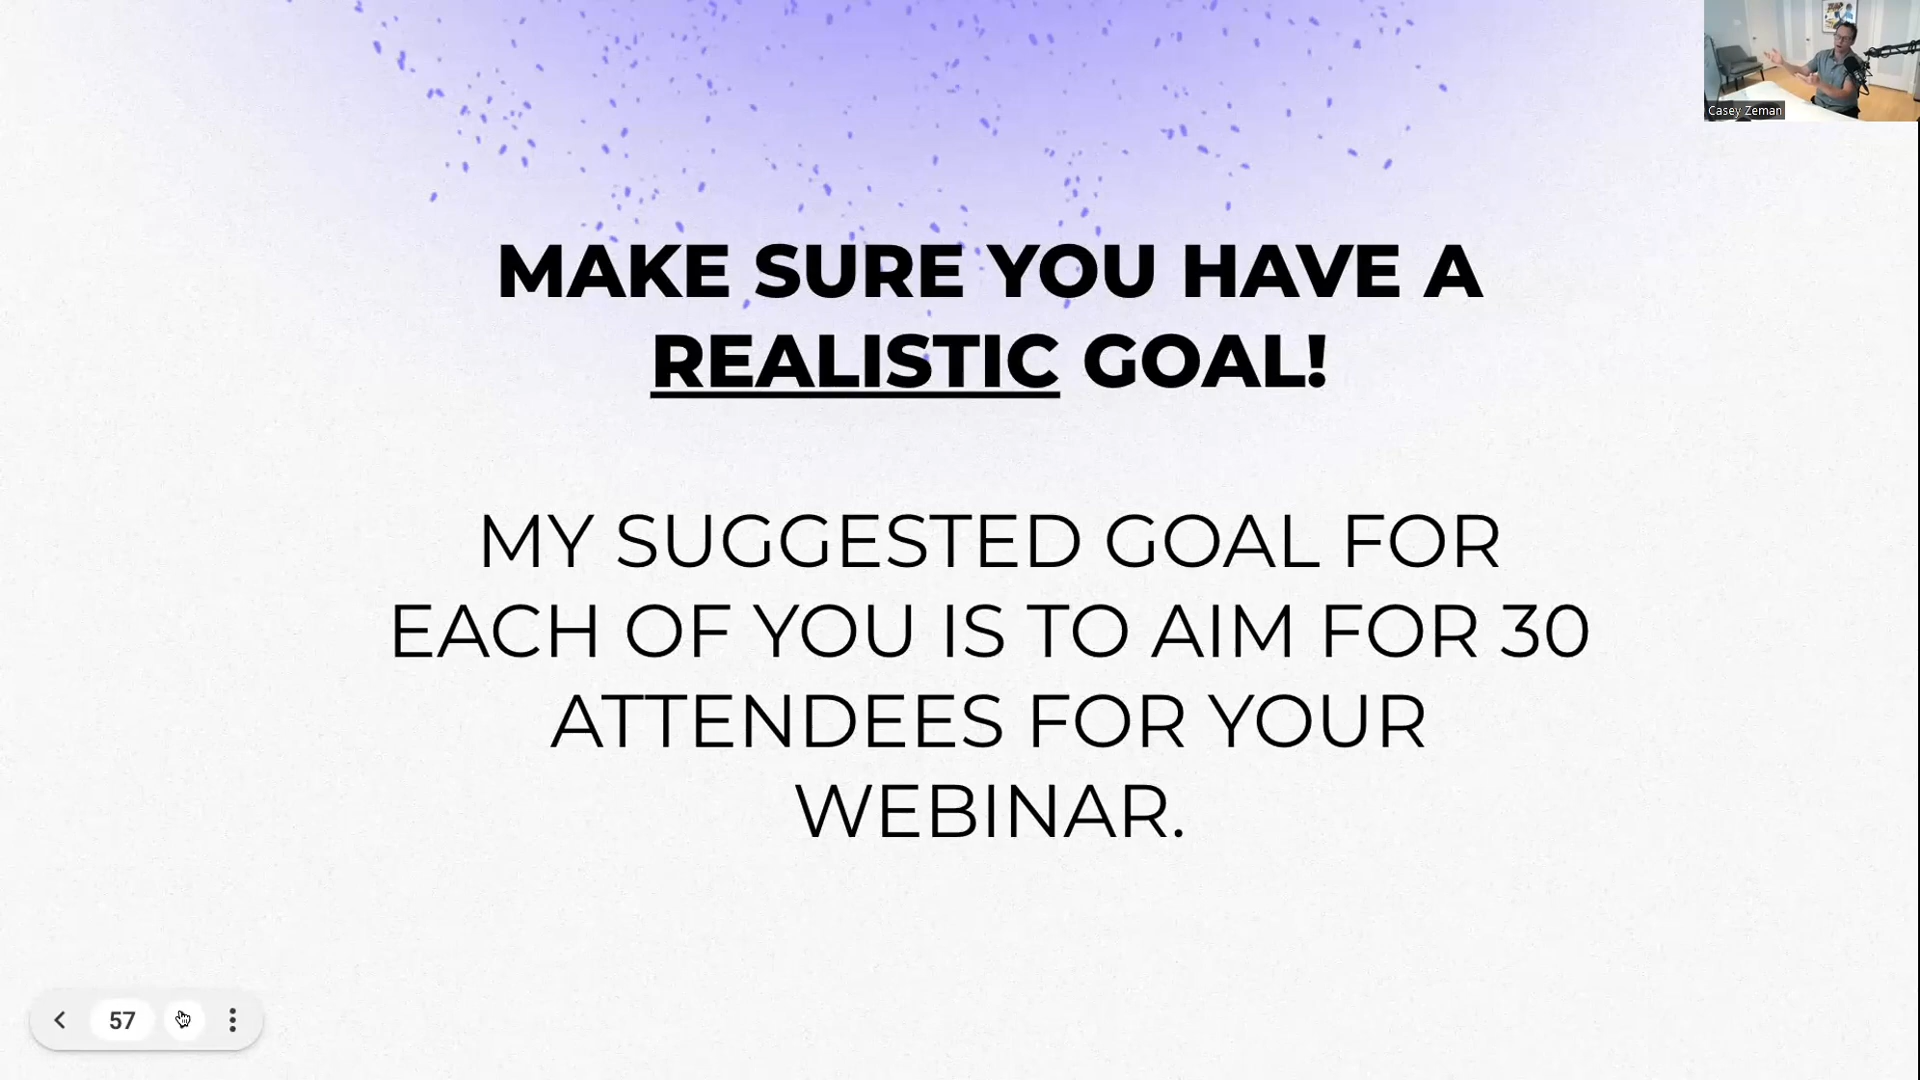 Casey Zeman
MAKE SURE YOU HAVE A
REALISTIC GOAL!
MY SUGGESTED GOAL FOR
EACH OF YOU IS TO AIM FOR 30
ATTENDEES FOR YOUR
WEBINAR.
57